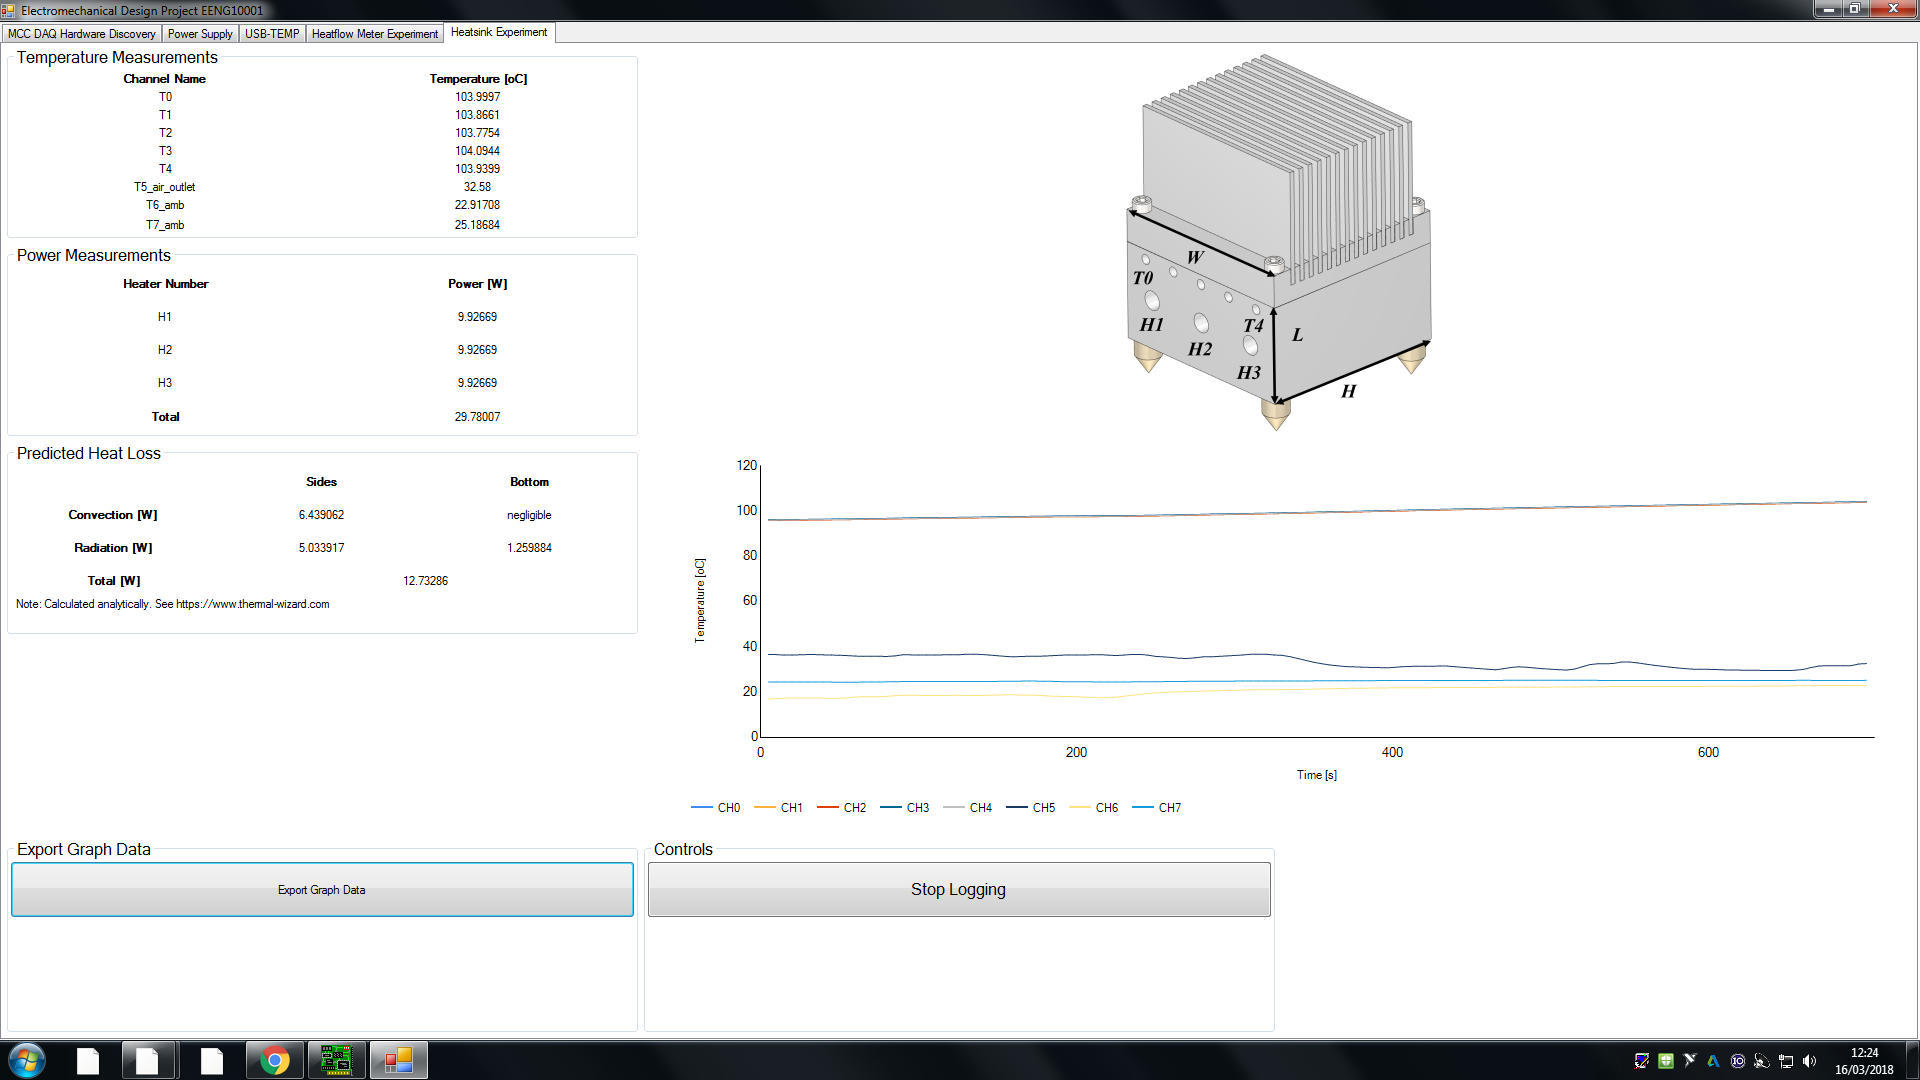 Electromechanical Design Project EENG10001
MCC DAQ Hardware Discovery Power Supply USB-TEMP Heatflow Meter Experiment Heatsink Experiment
Temperature Measurements
Channel Name Temperature [oC]
T0 103.9997
T1 103.8661
T2 103.7754
T3 104.0944
T4 103.9399
T5_air_outlet 32.58
T6_amb 22.91708
T7_amb 25.18684
Power Measurements
Heater Number Power [W]
H1 9.92669
H2 9.92669
H3 9.92669
Total 29.78007
Predicted Heat Loss
Sides Bottom
Convection [W] 6.439062 negligible
Radiation [W] 5.033917 1.259884
Total [W] 12.73286
Note: Calculated analytically. See https://www.thermal-wizard.com
W
T0
H1
H2
T4
H3
L
H
120
100
80
60
40
20
0
Temperature [oC]
0 200 400 600
Time [s]
CH0 CH1 CH2 CH3 CH4 CH5 CH6 CH7
Export Graph Data
Export Graph Data
Controls
Stop Logging
12:24
16/03/2018